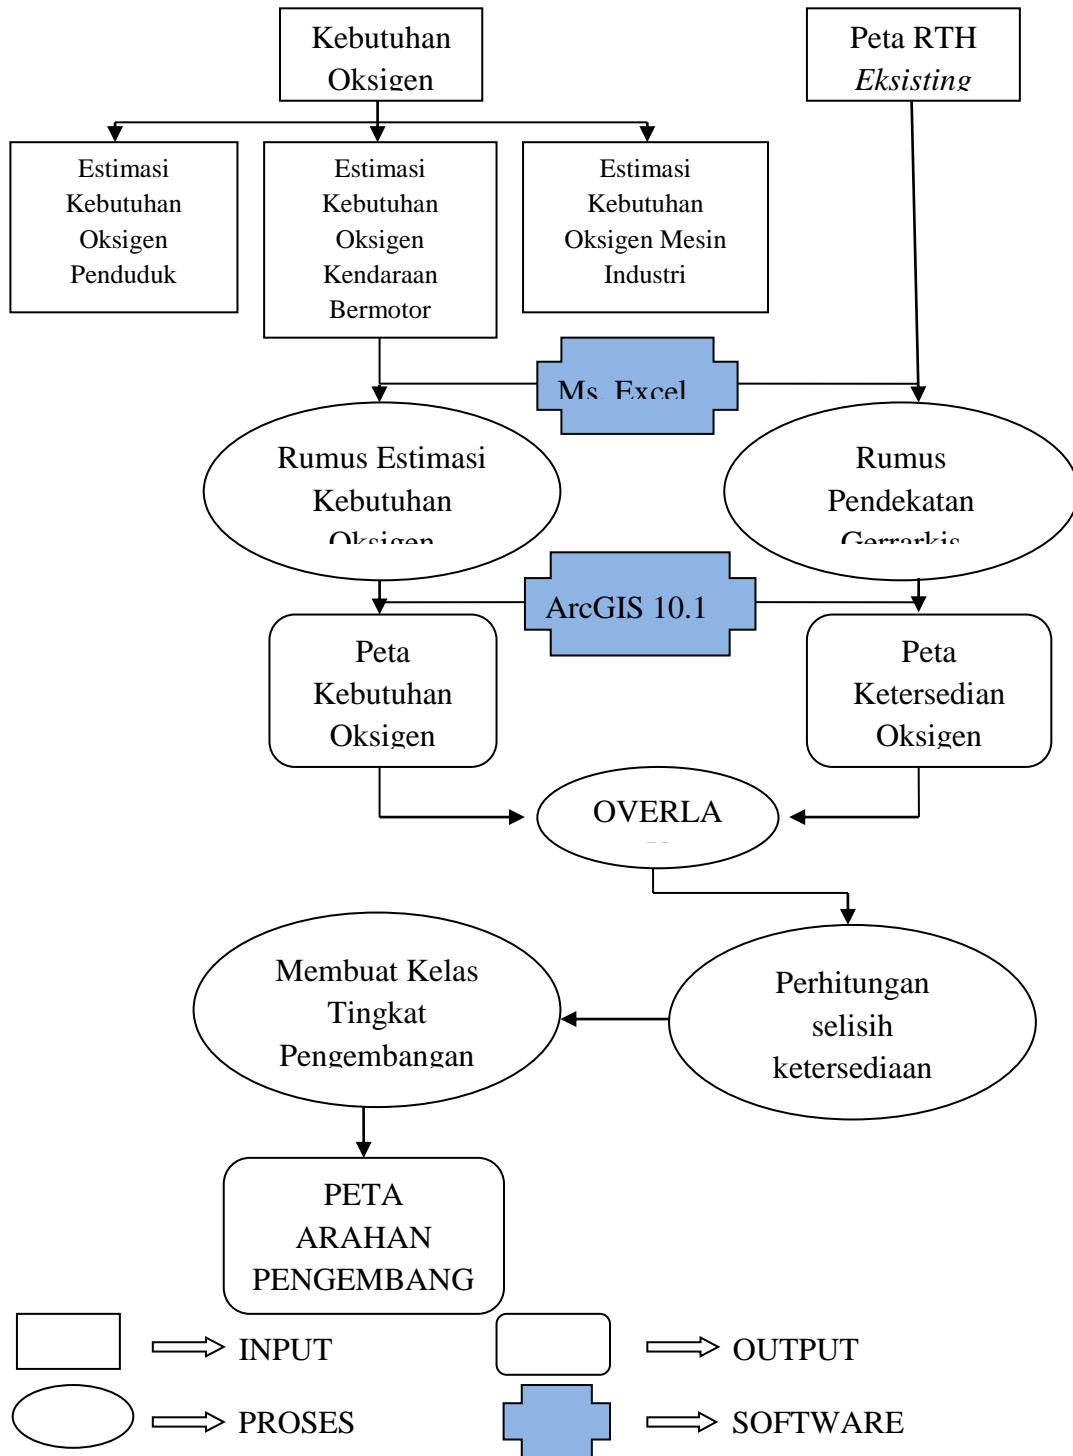 Kebutuhan
Oksigen
Peta RTH
Eksisting
Estimasi
Kebutuhan
Oksigen
Penduduk
Estimasi
Kebutuhan
Oksigen
Kendaraan
Bermotor
Estimasi
Kebutuhan
Oksigen Mesin
Industri
Ms. Excel
Rumus Estimasi
Kebutuhan
Oksigen
Rumus
Pendekatan
Gerrarkis
ArcGIS 10.1
Peta
Kebutuhan
Oksigen
Peta
Ketersedian
Oksigen
OVERLA
Membuat Kelas
Tingkat
Pengembangan
Perhitungan
selisih
ketersediaan
PETA
ARAHAN
PENGEMBANG
INPUT
OUTPUT
PROSES
SOFTWARE